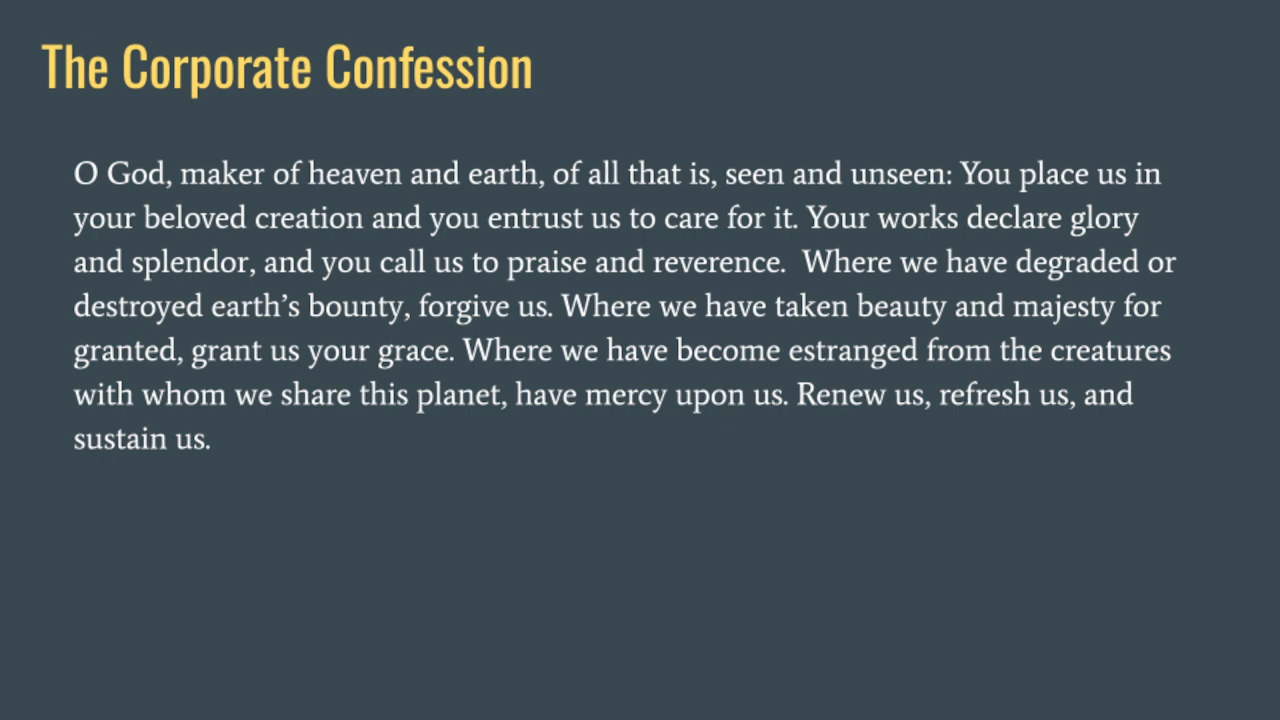 The Corporate Confession
O God, maker of heaven and earth, of all that is, seen and unseen: You place us in
your beloved creation and you entrust us to care for it. Your works declare glory
and splendor, and you call us to praise and reverence.  Where we have degraded or
destroyed earth’s bounty, forgive us. Where we have taken beauty and majesty for
granted, grant us your grace. Where we have become estranged from the creatures
with whom we share this planet, have mercy upon us. Renew us, refresh us, and
sustain us.